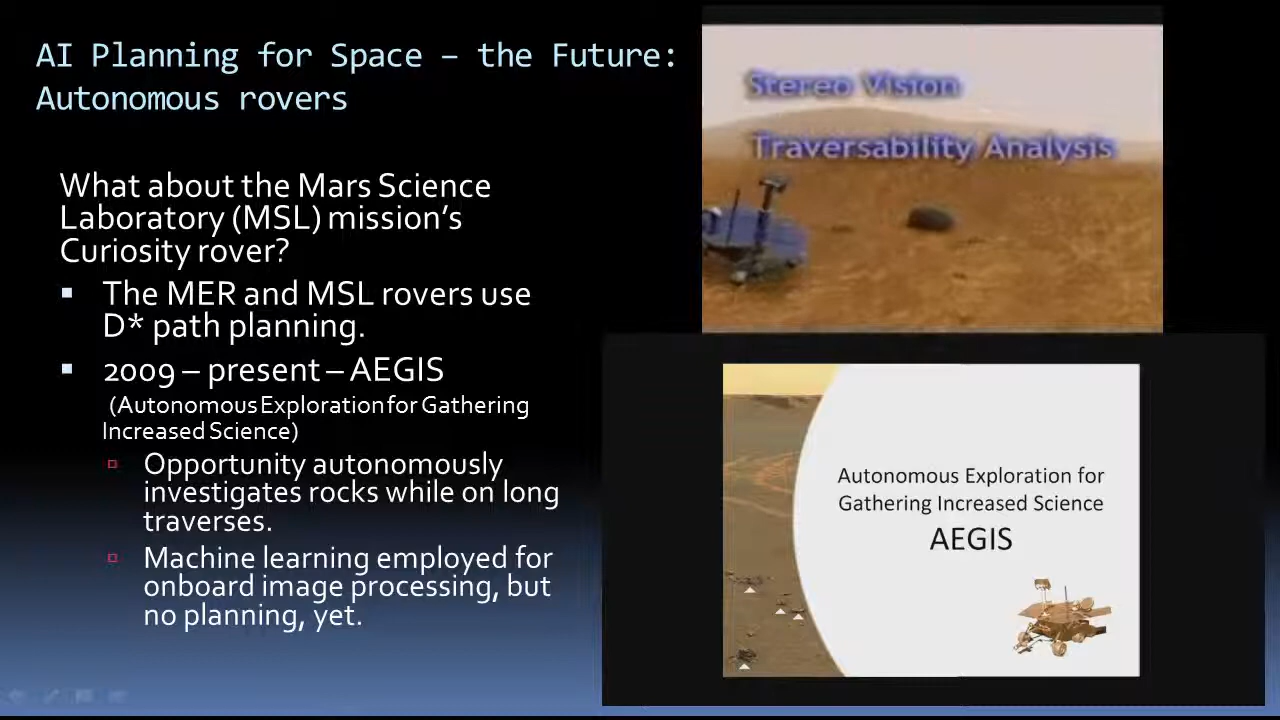 AI Planning for Space – the Future:
Autonomous rovers
What about the Mars Science
Laboratory (MSL) mission's
Curiosity rover?
▪ The MER and MSL rovers use
D* path planning.
▪ 2009 – present – AEGIS
(Autonomous Exploration for Gathering
Increased Science)
▫ Opportunity autonomously
investigates rocks while on long
traverses.
▫ Machine learning employed for
onboard image processing, but
no planning, yet.
Stereo Vision
Traversability Analysis
Autonomous Exploration for
Gathering Increased Science
AEGIS